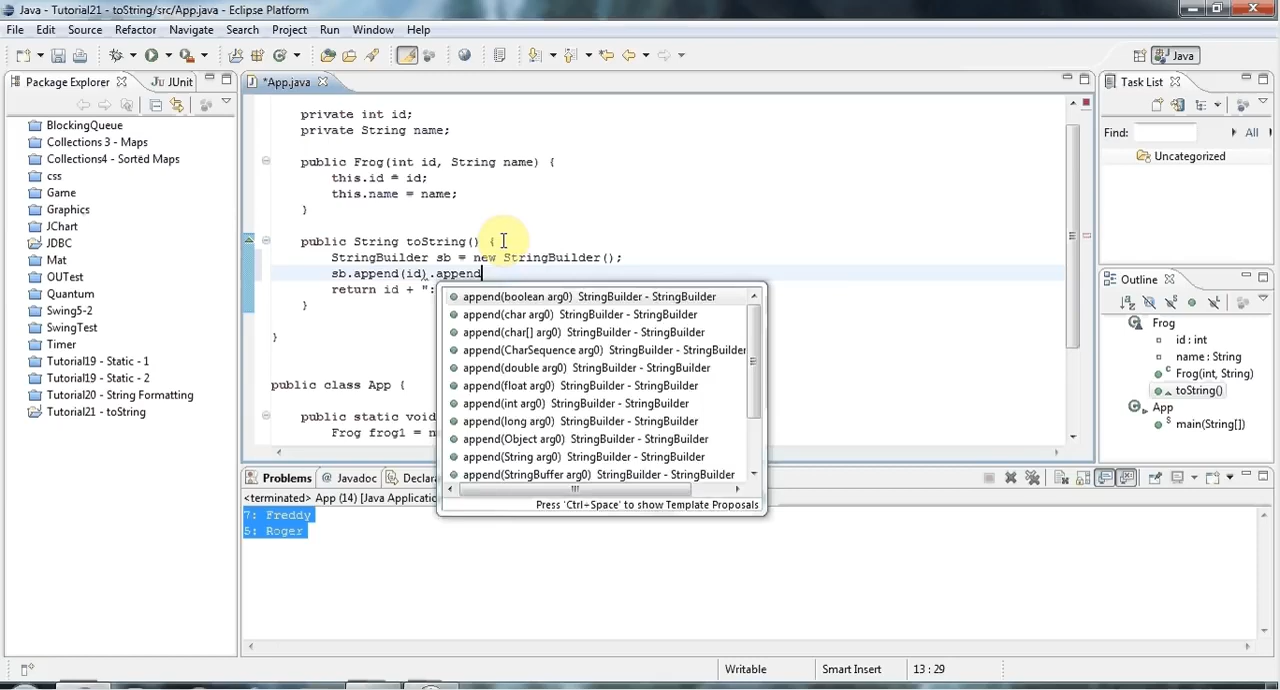 Java - Tutorial21 - toString/src/App.java - Eclipse Platform
File Edit Source Refactor Navigate Search Project Run Window Help
Java
Package Explorer
JUnit
*App.java
Task List
BlockingQueue
Collections 3 - Maps
Collections4 - Sorted Maps
css
Game
Graphics
JChart
JDBC
Mat
OUTest
Quantum
Swing5-2
SwingTest
Timer
Tutorial19 - Static - 1
Tutorial19 - Static - 2
Tutorial20 - String Formatting
Tutorial21 - toString
private int id;
private String name;
public Frog(int id, String name) {
this.id = id;
this.name = name;
}
public String toString() {
StringBuilder sb = new StringBuilder();
sb.append(id).append
return id + ":
}
}
public class App {
public static void
Frog frog1 = n
append(boolean arg0) StringBuilder - StringBuilder
append(char arg0) StringBuilder - StringBuilder
append(char[] arg0) StringBuilder - StringBuilder
append(CharSequence arg0) StringBuilder - StringBuilder
append(double arg0) StringBuilder - StringBuilder
append(float arg0) StringBuilder - StringBuilder
append(int arg0) StringBuilder - StringBuilder
append(long arg0) StringBuilder - StringBuilder
append(Object arg0) StringBuilder - StringBuilder
append(String arg0) StringBuilder - StringBuilder
append(StringBuffer arg0) StringBuilder - StringBuilder
Press 'Ctrl+Space' to show Template Proposals
Find:
All
Uncategorized
Outline
Frog
id : int
name : String
Frog(int, String)
toString()
App
main(String[])
Problems
@ Javadoc
Declara
<terminated> App (14) [Java Applicatio
7: Freddy
5: Roger
Writable
Smart Insert
13 : 29